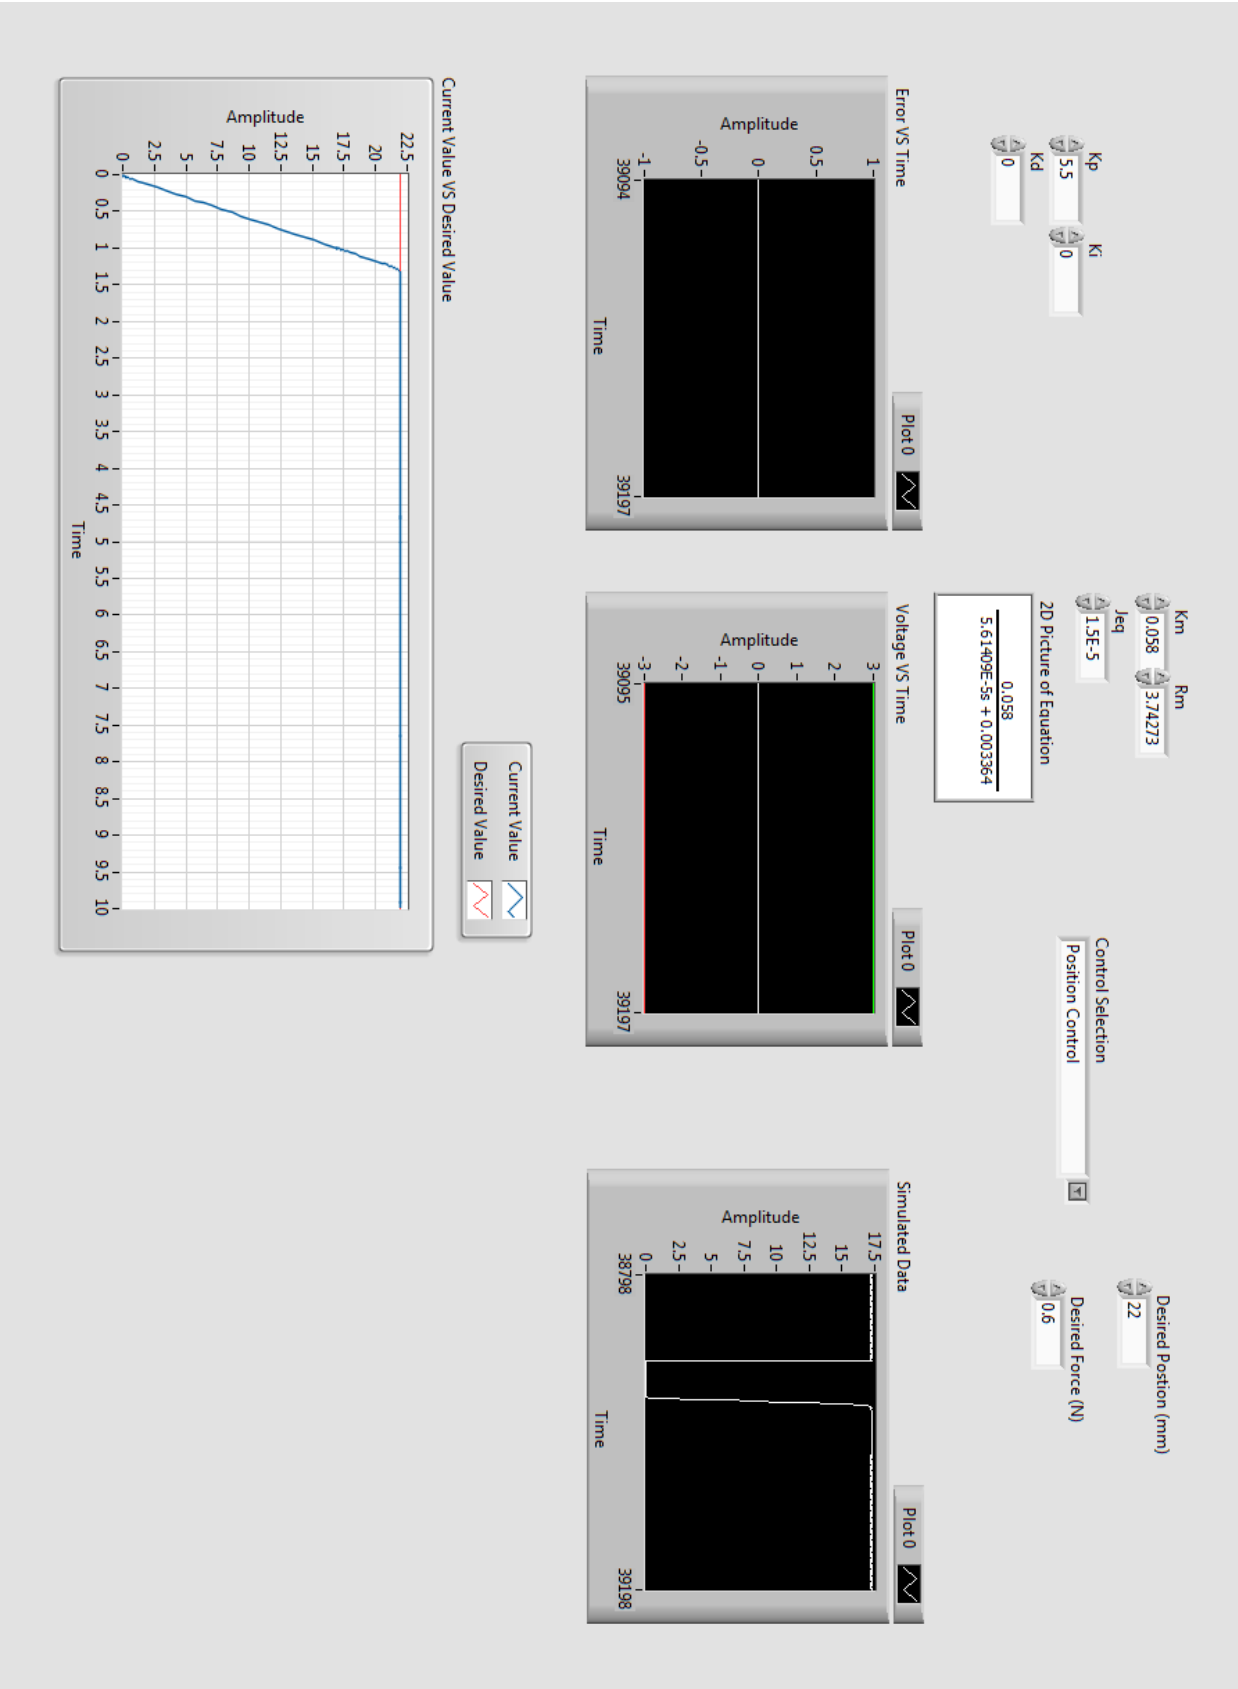 Kp
5.5
Ki
0
Kd
0
Km
0.058
Rm
3.74273
Jeq
1.5E-5
2D Picture of Equation
0.058
5.61409E-5s + 0.003364
Control Selection
Position Control
Desired Postion (mm)
22
Desired Force (N)
0.6
Error VS Time
Plot 0
Amplitude
1
0.5
0
-0.5
-1
39094
39197
Time
Voltage VS Time
Plot 0
Amplitude
3
2
1
0
-1
-2
-3
39095
39197
Time
Simulated Data
Plot 0
Amplitude
17.5
15
12.5
10
7.5
5
2.5
0
38798
39198
Time
Current Value
Desired Value
Current Value VS Desired Value
Amplitude
22.5
20
17.5
15
12.5
10
7.5
5
2.5
0
0 0.5 1 1.5 2 2.5 3 3.5 4 4.5 5 5.5 6 6.5 7 7.5 8 8.5 9 9.5 10
Time